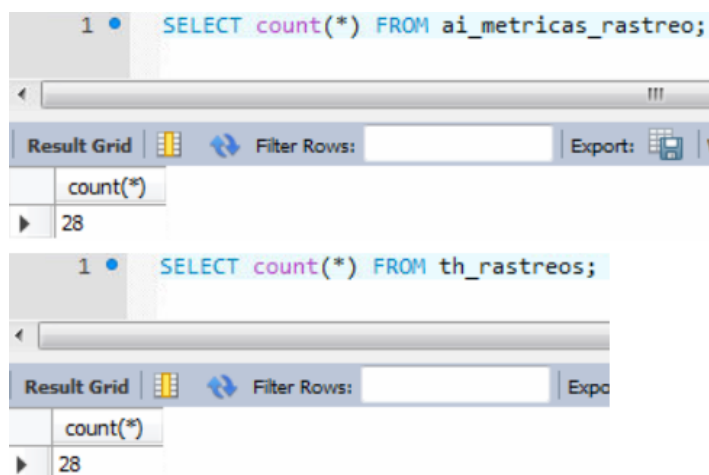 1 SELECT count(*) FROM ai_metricas_rastreo;
Result Grid Filter Rows: Export:
count(*)
28
1 SELECT count(*) FROM th_rastreos;
Result Grid Filter Rows: Expo
count(*)
28